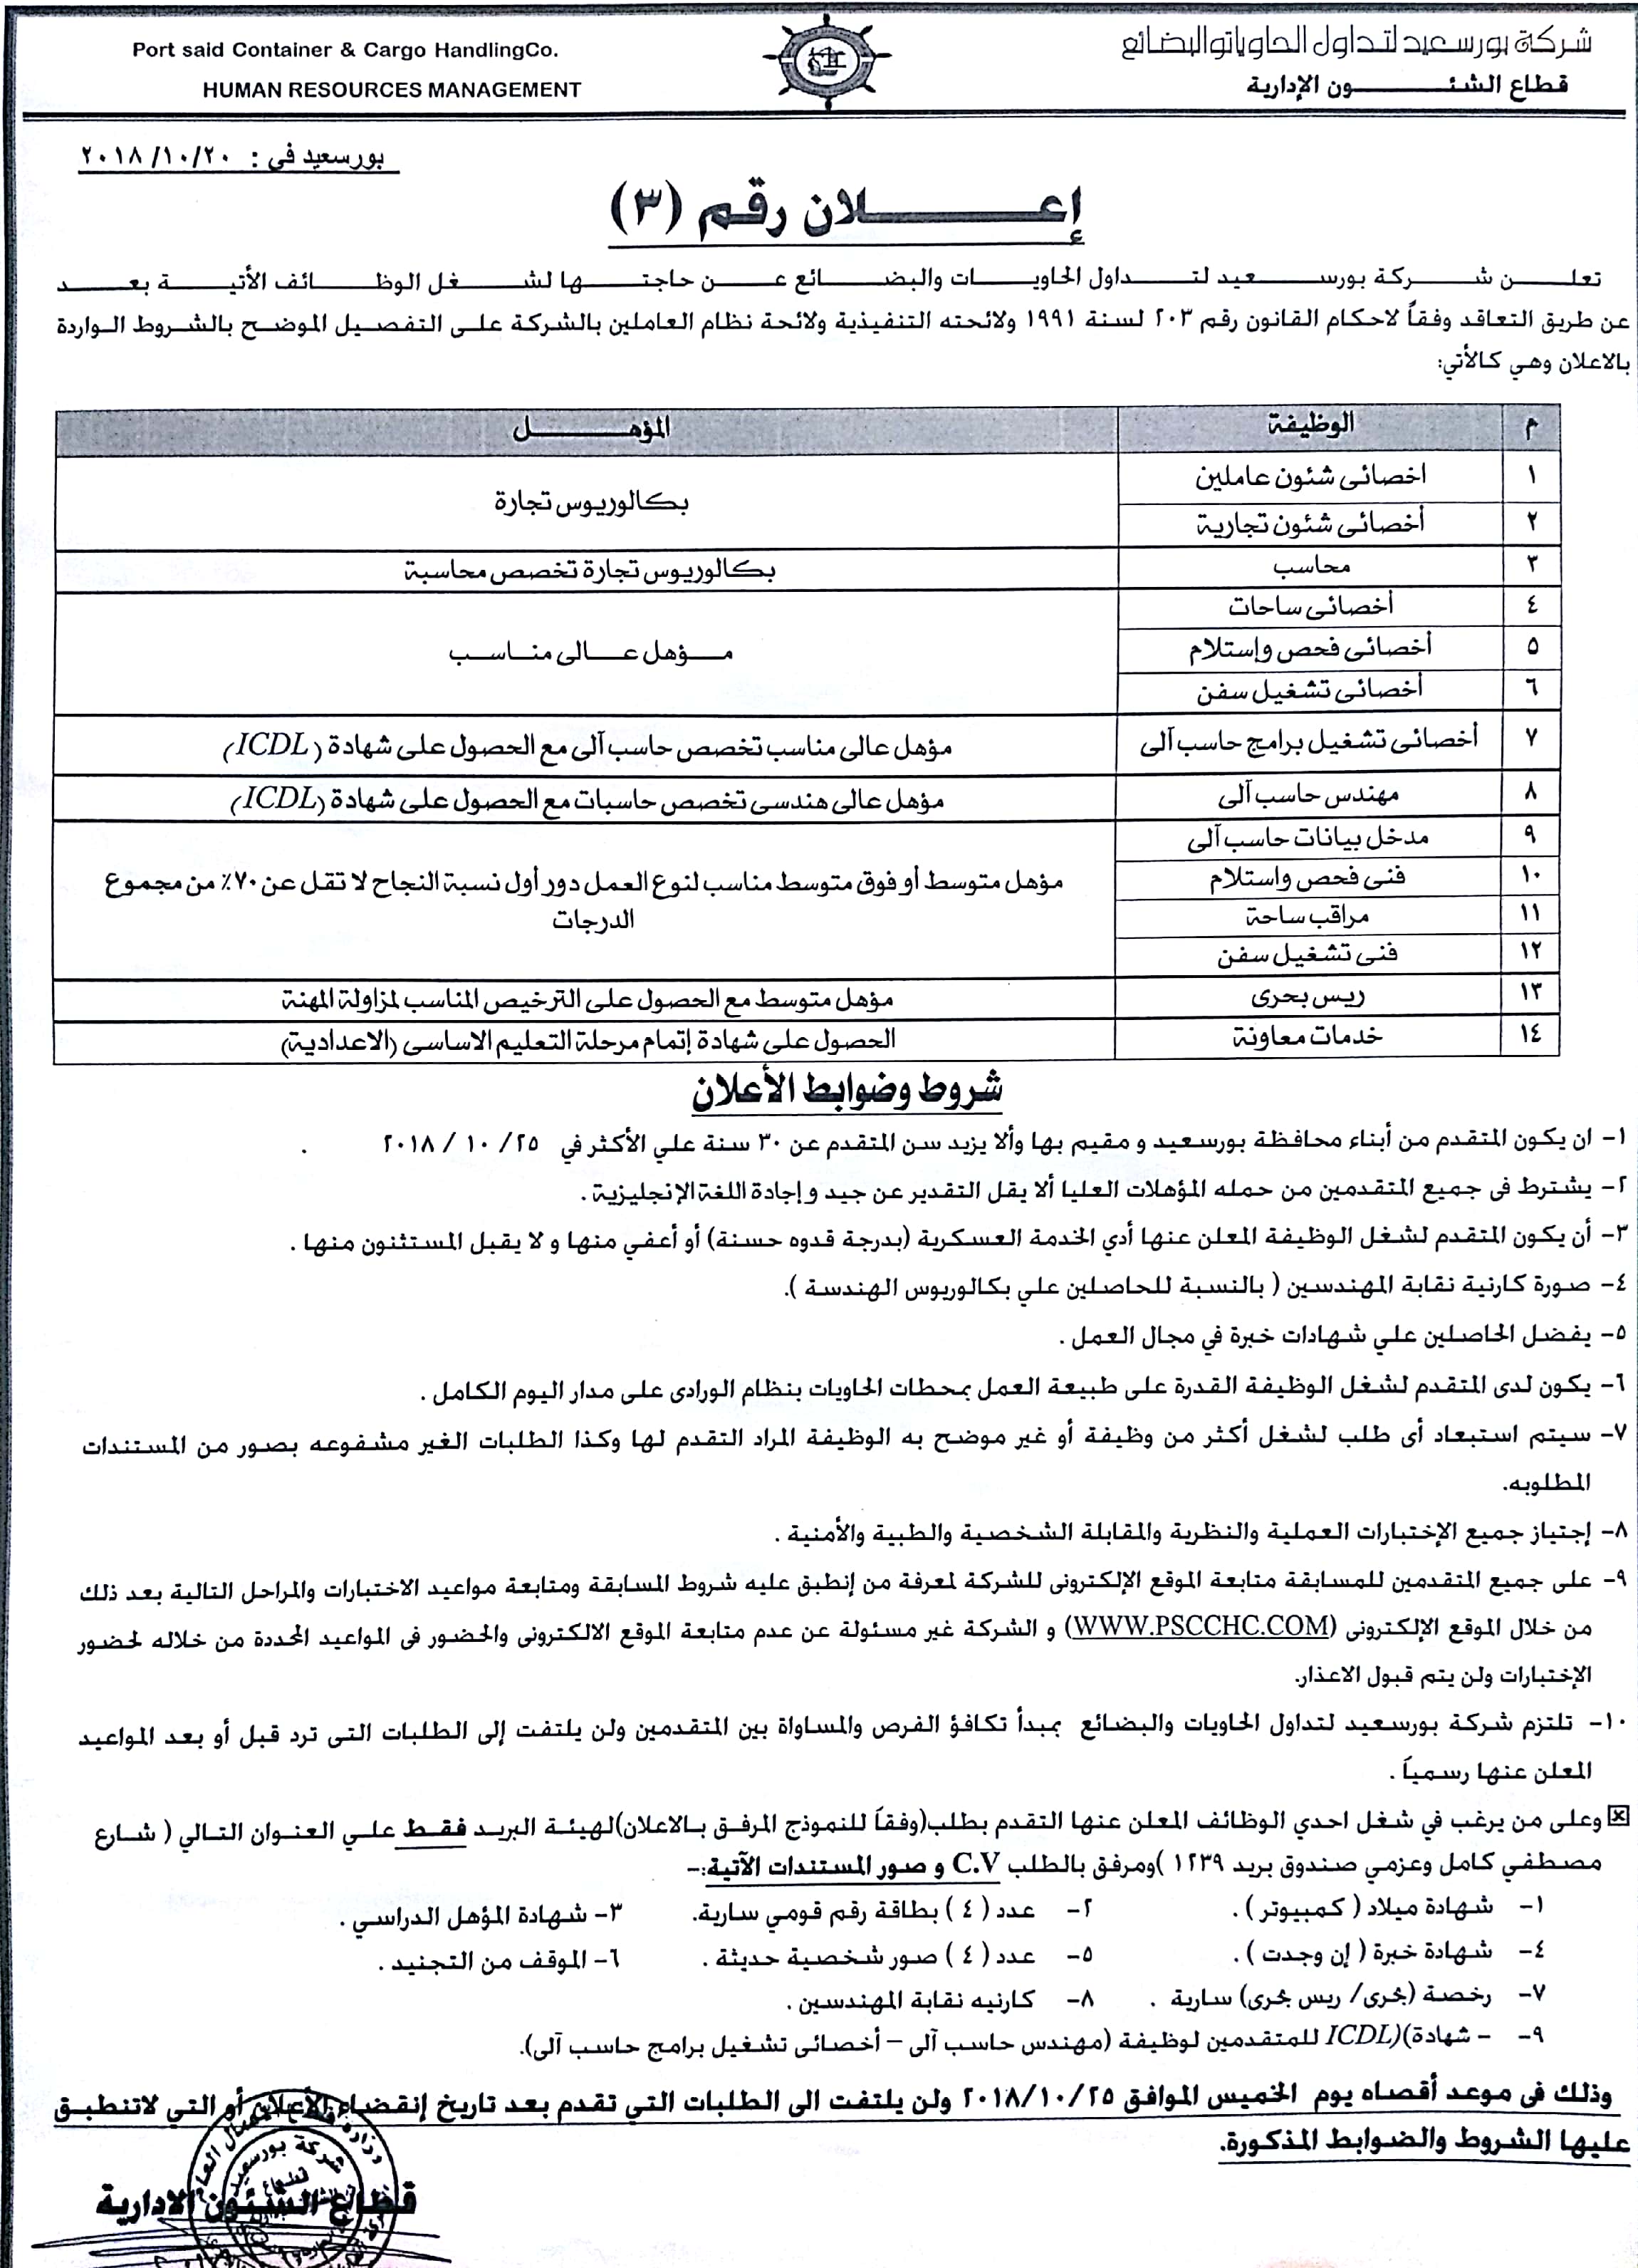 Port said Container & Cargo HandlingCo.
HUMAN RESOURCES MANAGEMENT
شركة بورسعيد لتداول الحاوياتوالبضائع
قطاع الشئـــــــون الإدارية
بورسعيد فى : ٢٠١٨/١٠/٢٠
إعـــــــلان رقم (٣)
تعلـــن شـــركة بورســـعيد لتـــداول الحاويـــات والبضـــائع عـــن حاجتـــها لشـــغل الوظـــائف الأتيـــة بعـــد
عن طريق التعاقد وفقاً لاحكام القانون رقم ٢٠٣ لسنة ١٩٩١ ولائحته التنفيذية ولائحة نظام العاملين بالشركة على التفصيل الموضح بالشروط الواردة
بالاعلان وهي كالأتي:
م الوظيفة المؤهـــــل
١ اخصائى شئون عاملين
بكالوريوس تجارة
٢ أخصائى شئون تجارية
٣ محاسب بكالوريوس تجارة تخصص محاسبة
٤ أخصائى ساحات
٥ أخصائى فحص وإستلام مـــؤهل عـــالى منـــاســـب
٦ أخصائى تشغيل سفن
٧ أخصائى تشغيل برامج حاسب آلى مؤهل عالى مناسب تخصص حاسب آلى مع الحصول على شهادة (ICDL)
٨ مهندس حاسب آلى مؤهل عالى هندسى تخصص حاسبات مع الحصول على شهادة (ICDL)
٩ مدخل بيانات حاسب آلى
١٠ فنى فحص واستلام مؤهل متوسط أو فوق متوسط مناسب لنوع العمل دور أول نسبة النجاح لا تقل عن ٧٠٪ من مجموع
١١ مراقب ساحة الدرجات
١٢ فنى تشغيل سفن
١٣ ريس بحرى مؤهل متوسط مع الحصول على الترخيص المناسب لمزاولة المهنة
١٤ خدمات معاونة الحصول على شهادة إتمام مرحلة التعليم الاساسى (الاعدادية)
شروط وضوابط الأعلان
١- ان يكون المتقدم من أبناء محافظة بورسعيد و مقيم بها وألا يزيد سن المتقدم عن ٣٠ سنة علي الأكثر في ٢٥/ ١٠ / ٢٠١٨ .
٢- يشترط فى جميع المتقدمين من حمله المؤهلات العليا ألا يقل التقدير عن جيد و إجادة اللغة الإنجليزية .
٣- أن يكون المتقدم لشغل الوظيفة المعلن عنها أدي الخدمة العسكرية (بدرجة قدوه حسنة) أو أعفي منها و لا يقبل المستثنون منها .
٤- صورة كارنية نقابة المهندسين ( بالنسبة للحاصلين علي بكالوريوس الهندسة ).
٥- يفضل الحاصلين علي شهادات خبرة في مجال العمل .
٦- يكون لدى المتقدم لشغل الوظيفة القدرة على طبيعة العمل بمحطات الحاويات بنظام الورادى على مدار اليوم الكامل .
٧- سيتم استبعاد أى طلب لشغل أكثر من وظيفة أو غير موضح به الوظيفة المراد التقدم لها وكذا الطلبات الغير مشفوعه بصور من المستندات
المطلوبه.
٨- إجتياز جميع الإختبارات العملية والنظرية والمقابلة الشخصية والطبية والأمنية .
٩- على جميع المتقدمين للمسابقة متابعة الموقع الإلكترونى للشركة لمعرفة من إنطبق عليه شروط المسابقة ومتابعة مواعيد الاختبارات والمراحل التالية بعد ذلك
من خلال الموقع الإلكترونى (WWW.PSCCHC.COM) و الشركة غير مسئولة عن عدم متابعة الموقع الالكترونى والحضور فى المواعيد المحددة من خلاله لحضور
الإختبارات ولن يتم قبول الاعذار.
١٠- تلتزم شركة بورسعيد لتداول الحاويات والبضائع بمبدأ تكافؤ الفرص والمساواة بين المتقدمين ولن يلتفت إلى الطلبات التى ترد قبل أو بعد المواعيد
المعلن عنها رسمياً .
وعلى من يرغب في شغل احدي الوظائف المعلن عنها التقدم بطلب(وفقاً للنموذج المرفق بالاعلان)لهيئة البريد فقط علي العنوان التالي ( شارع
مصطفي كامل وعزمي صندوق بريد ١٢٣٩ )ومرفق بالطلب C.V و صور المستندات الآتية:-
١- شهادة ميلاد ( كمبيوتر ) . ٢- عدد ( ٤ ) بطاقة رقم قومي سارية. ٣- شهادة المؤهل الدراسي .
٤- شهادة خبرة ( إن وجدت ) . ٥- عدد ( ٤ ) صور شخصية حديثة . ٦- الموقف من التجنيد .
٧- رخصة (بحرى/ ريس بحرى) سارية . ٨- كارنيه نقابة المهندسين .
٩- - شهادة)(ICDL للمتقدمين لوظيفة (مهندس حاسب آلى – أخصائى تشغيل برامج حاسب آلى).
وذلك فى موعد أقصاه يوم الخميس الموافق ٢٠١٨/١٠/٢٥ ولن يلتفت الى الطلبات التي تقدم بعد تاريخ إنقضاء الأعلان أو التي لاتنطبق
عليها الشروط والضوابط المذكورة.
قطاع الشئون الادارية
شركة بورسعيد